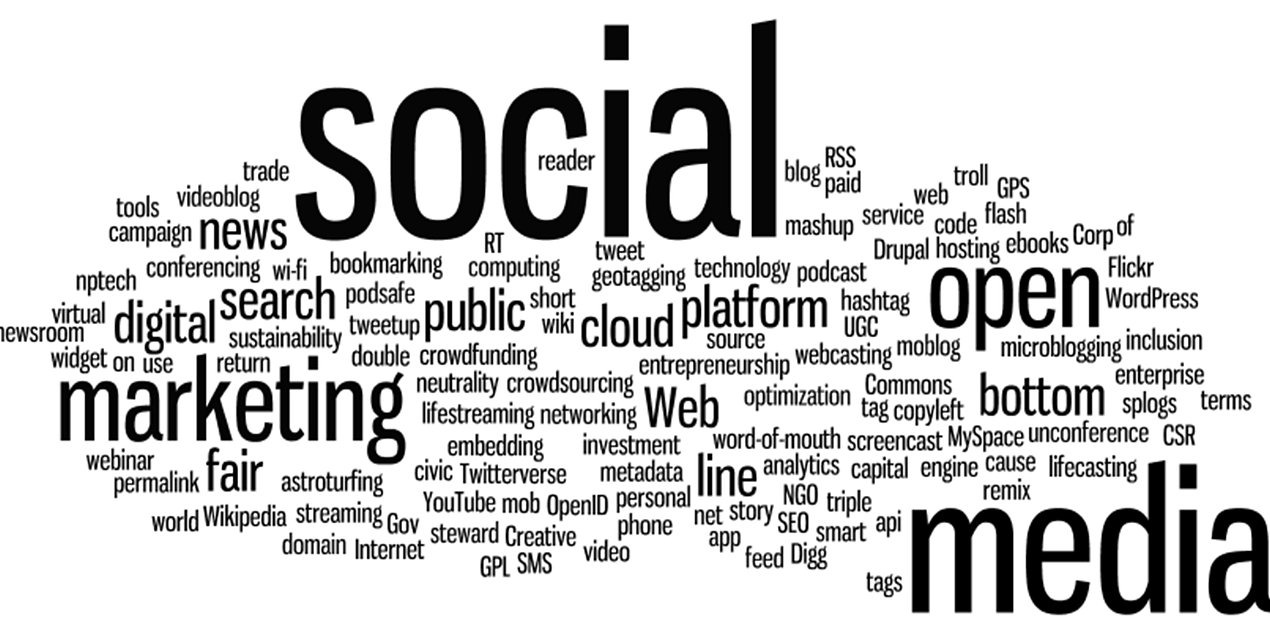 social
reader
trade
blog
RSS
paid
troll
GPS
web
videoblog
tools
campaign
news
mashup
service
code
flash
RT
tweet
Drupal
hosting
ebooks
Corp
of
nptech
conferencing
wi-fi
bookmarking
computing
geotagging
technology
podcast
open
Flickr
WordPress
virtual
newsroom
digital
search
podsafe
public
short
wiki
cloud
platform
hashtag
UGC
sustainability
tweetup
source
widget
on
use
return
double
crowdfunding
entrepreneurship
webcasting
moblog
microblogging
inclusion
marketing
neutrality
crowdsourcing
Web
optimization
Commons
tag
copyleft
bottom
enterprise
splogs
terms
lifestreaming
networking
embedding
investment
word-of-mouth
screencast
MySpace
unconference
CSR
webinar
permalink
fair
astroturfing
civic
Twitterverse
metadata
line
analytics
capital
engine
cause
lifecasting
remix
YouTube
mob
OpenID
personal
NGO
triple
net
story
SEO
smart
api
media
world
Wikipedia
streaming
Gov
steward
Creative
phone
app
feed
Digg
domain
Internet
video
GPL
SMS
tags